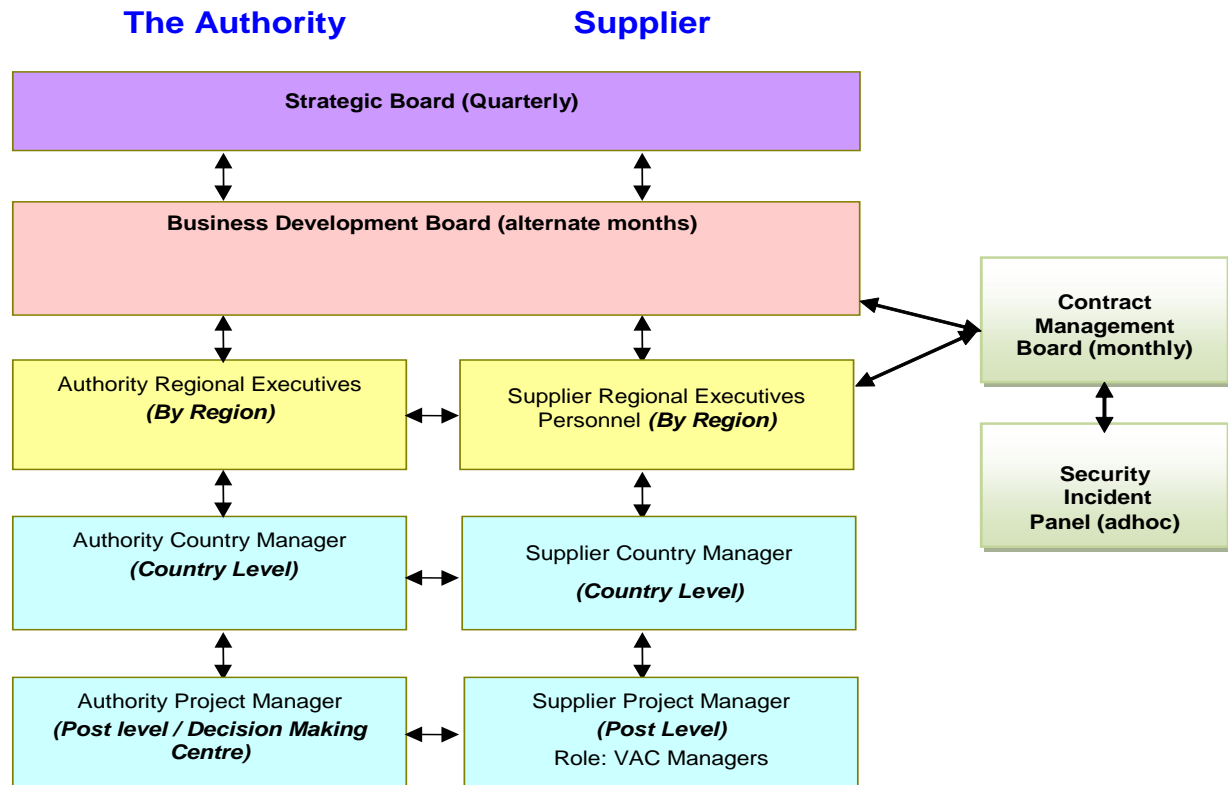 The Authority
Supplier
Strategic Board (Quarterly)
Business Development Board (alternate months)
Contract
Management
Board (monthly)
Authority Regional Executives
(By Region)
Supplier Regional Executives
Personnel (By Region)
Security
Incident
Panel (adhoc)
Authority Country Manager
(Country Level)
Supplier Country Manager
(Country Level)
Authority Project Manager
(Post level / Decision Making
Centre)
Supplier Project Manager
(Post Level)
Role: VAC Managers